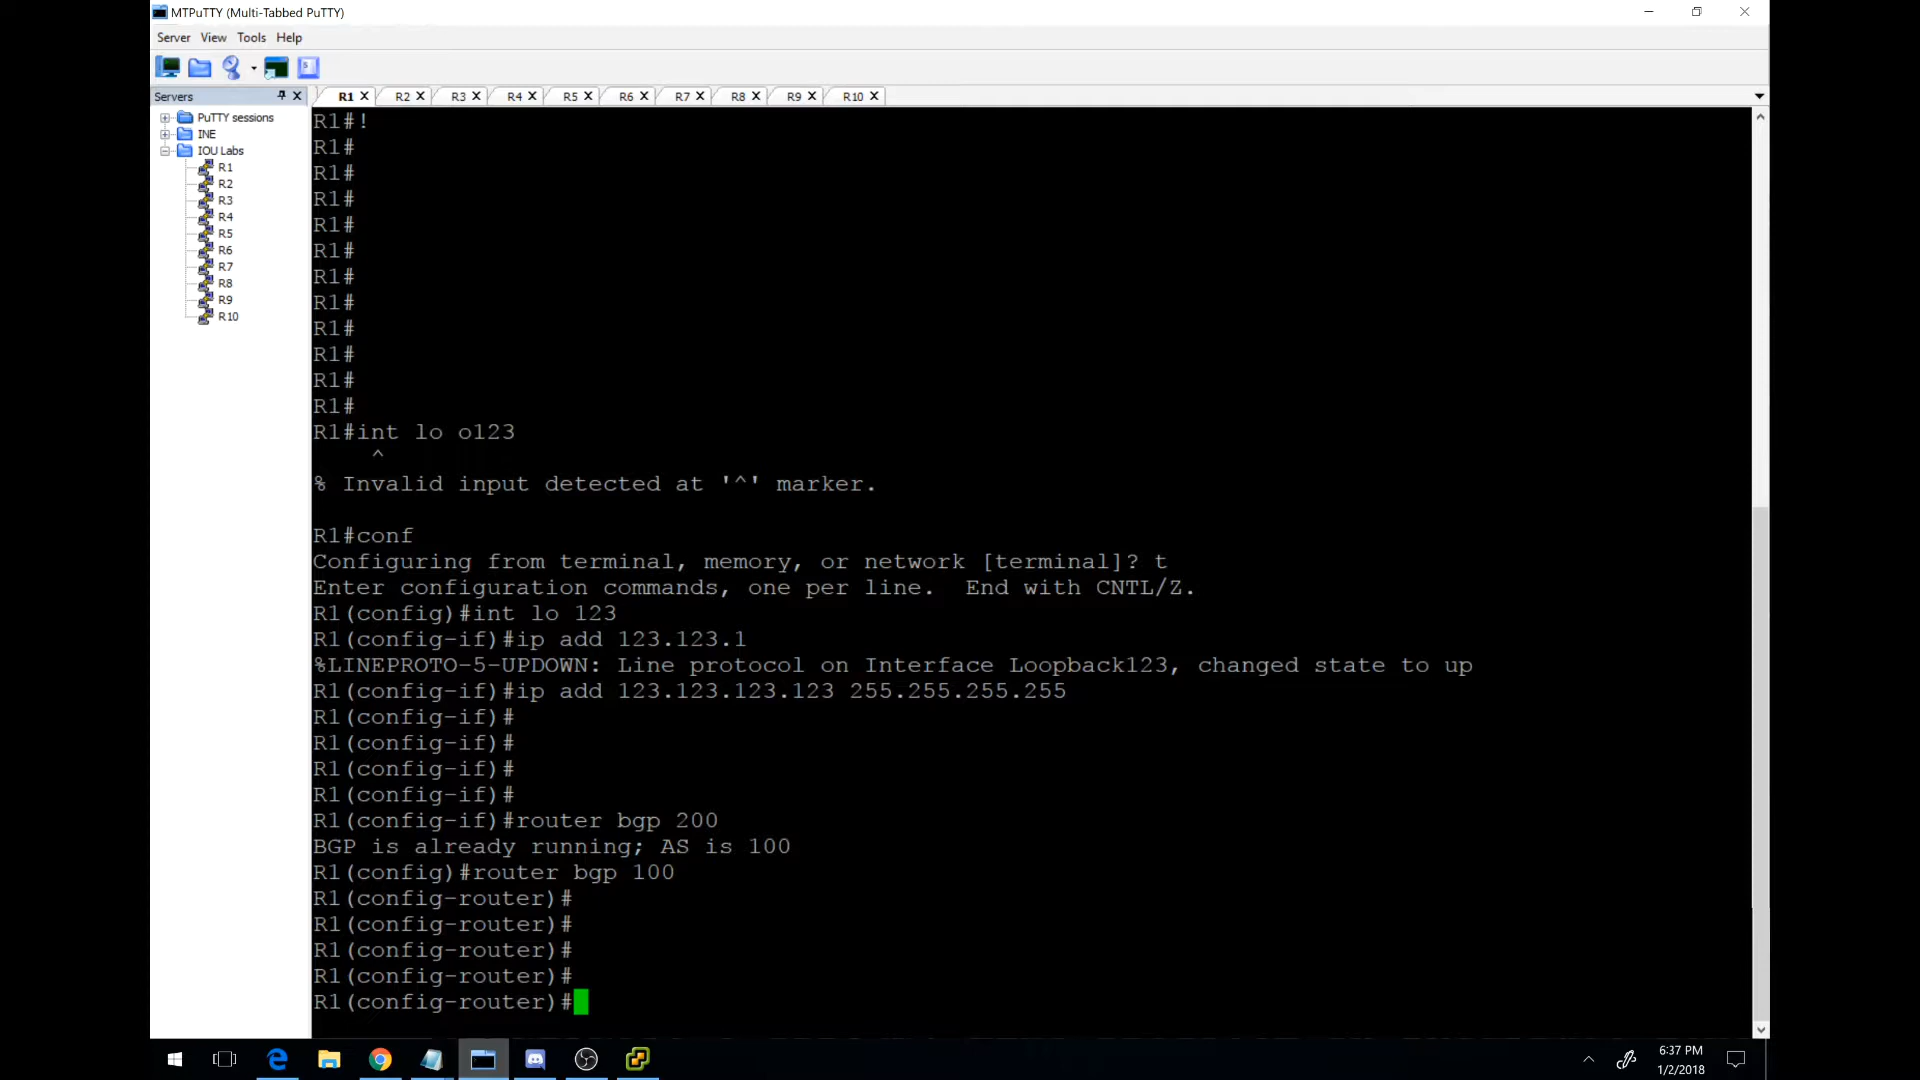 MTPuTTY (Multi-Tabbed PuTTY)
Server View Tools Help
Servers
R1 R2 R3 R4 R5 R6 R7 R8 R9 R10
PuTTY sessions
INE
IOU Labs
R1
R2
R3
R4
R5
R6
R7
R8
R9
R10
R1#!
R1#
R1#
R1#
R1#
R1#
R1#
R1#
R1#
R1#
R1#
R1#
R1#int lo o123
^
% Invalid input detected at '^' marker.
R1#conf
Configuring from terminal, memory, or network [terminal]? t
Enter configuration commands, one per line.  End with CNTL/Z.
R1(config)#int lo 123
R1(config-if)#ip add 123.123.1
%LINEPROTO-5-UPDOWN: Line protocol on Interface Loopback123, changed state to up
R1(config-if)#ip add 123.123.123.123 255.255.255.255
R1(config-if)#
R1(config-if)#
R1(config-if)#
R1(config-if)#
R1(config-if)#router bgp 200
BGP is already running; AS is 100
R1(config)#router bgp 100
R1(config-router)#
R1(config-router)#
R1(config-router)#
R1(config-router)#
R1(config-router)#
6:37 PM
1/2/2018